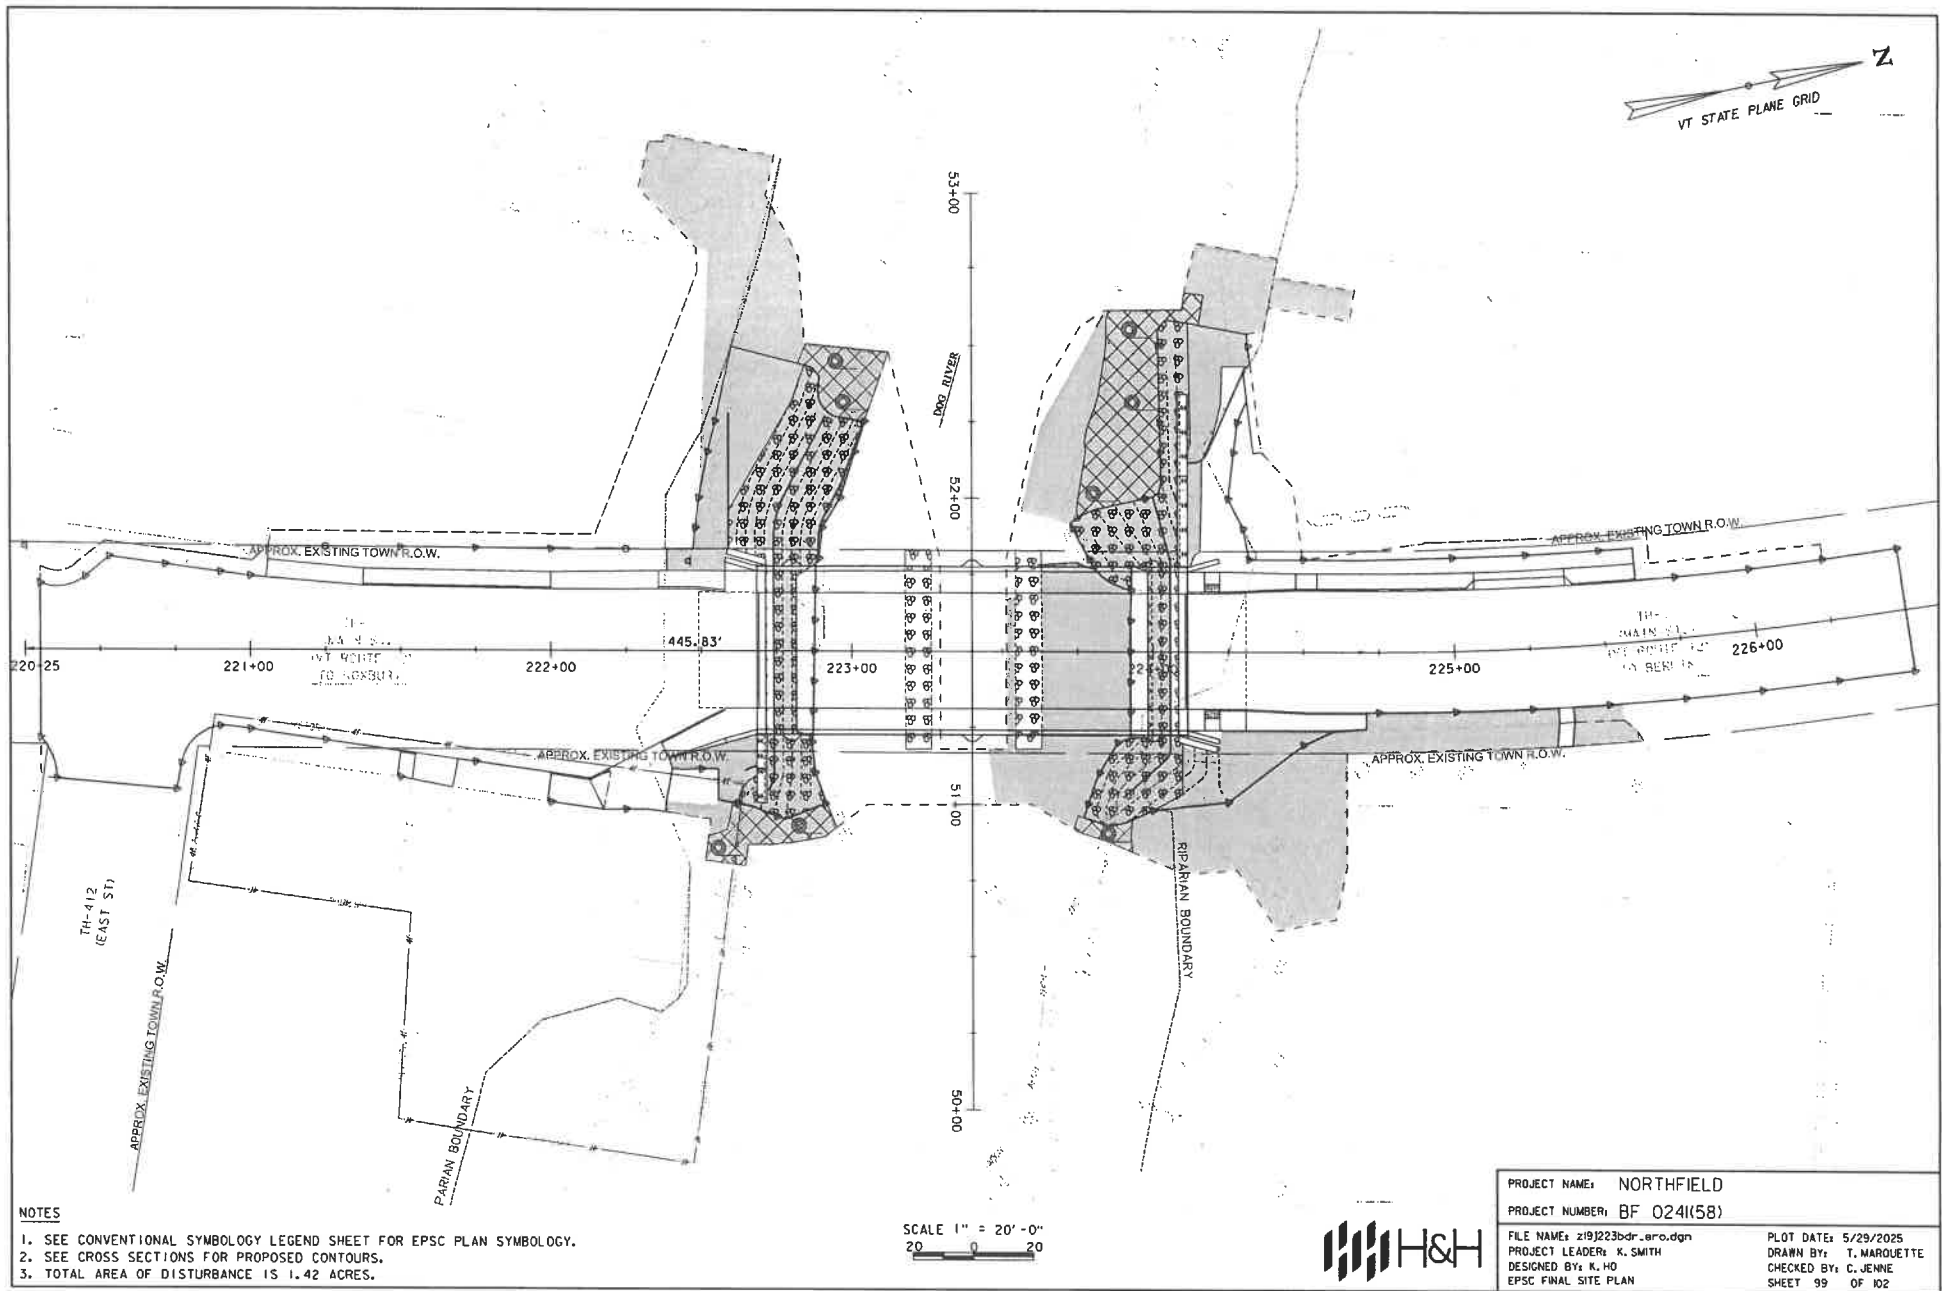 Z
VT STATE PLANE GRID
53+00
DOG RIVER
52+00
APPROX. EXISTING TOWN R.O.W.
APPROX. EXISTING TOWN R.O.W.
445.83'
220+25
221+00
222+00
223+00
225+00
226+00
APPROX. EXISTING TOWN R.O.W.
APPROX. EXISTING TOWN R.O.W.
51+00
RIPARIAN BOUNDARY
TH-412
(EAST ST)
APPROX. EXISTING TOWN R.O.W.
PARIAN BOUNDARY
50+00
NOTES
1. SEE CONVENTIONAL SYMBOLOGY LEGEND SHEET FOR EPSC PLAN SYMBOLOGY.
2. SEE CROSS SECTIONS FOR PROPOSED CONTOURS.
3. TOTAL AREA OF DISTURBANCE IS 1.42 ACRES.
SCALE 1" = 20'-0"
20 0 20
H&H
PROJECT NAME: NORTHFIELD
PROJECT NUMBER: BF 0241(58)
FILE NAME: z19j223bdr_ero.dgn
PROJECT LEADER: K. SMITH
DESIGNED BY: K. HO
EPSC FINAL SITE PLAN
PLOT DATE: 5/29/2025
DRAWN BY: T. MARQUETTE
CHECKED BY: C. JENNE
SHEET 99 OF 102